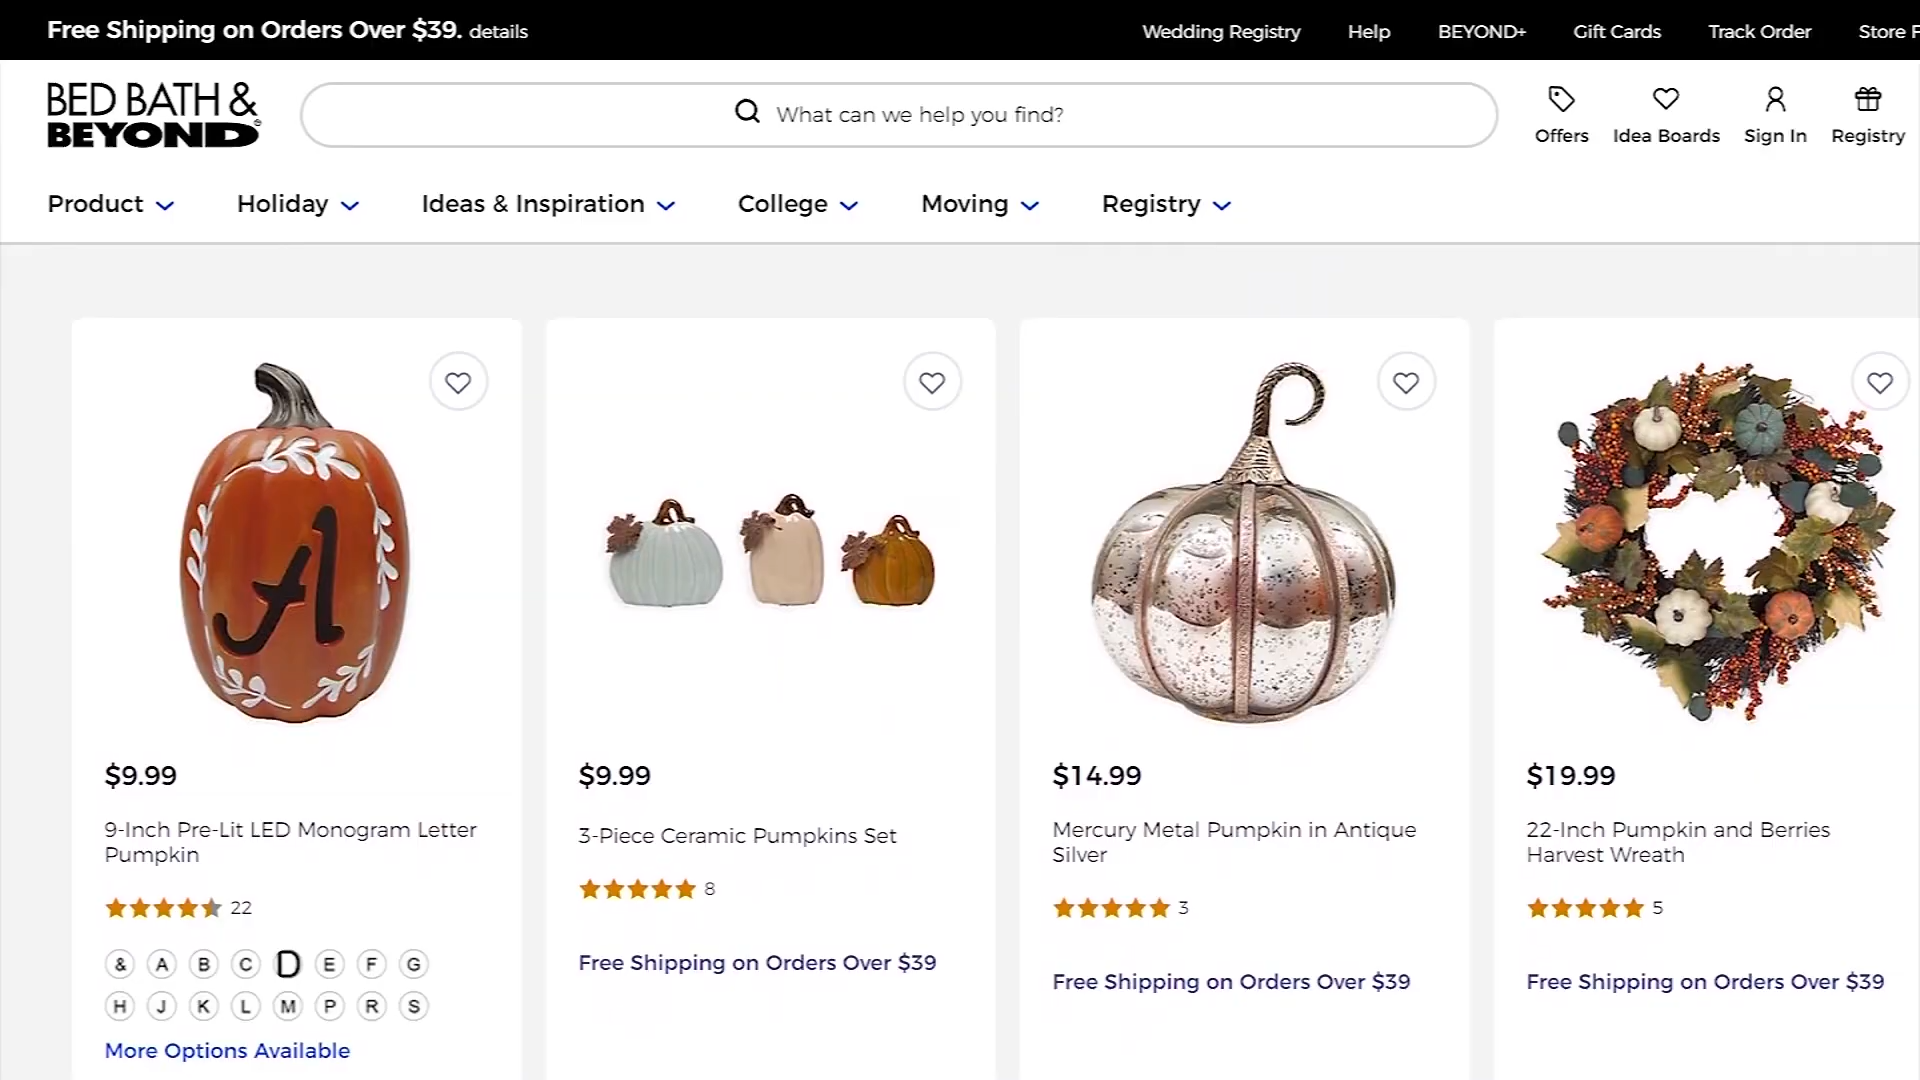 Free Shipping on Orders Over $39. details
Wedding Registry
Help
BEYOND+
Gift Cards
Track Order
Store F
BED BATH &
BEYOND
What can we help you find?
Offers
Idea Boards
Sign In
Registry
Product
Holiday
Ideas & Inspiration
College
Moving
Registry
A
$9.99
9-Inch Pre-Lit LED Monogram Letter
Pumpkin
22
& A B C D E F G
H J K L M P R S
More Options Available
$9.99
3-Piece Ceramic Pumpkins Set
8
Free Shipping on Orders Over $39
$14.99
Mercury Metal Pumpkin in Antique
Silver
3
Free Shipping on Orders Over $39
$19.99
22-Inch Pumpkin and Berries
Harvest Wreath
5
Free Shipping on Orders Over $39